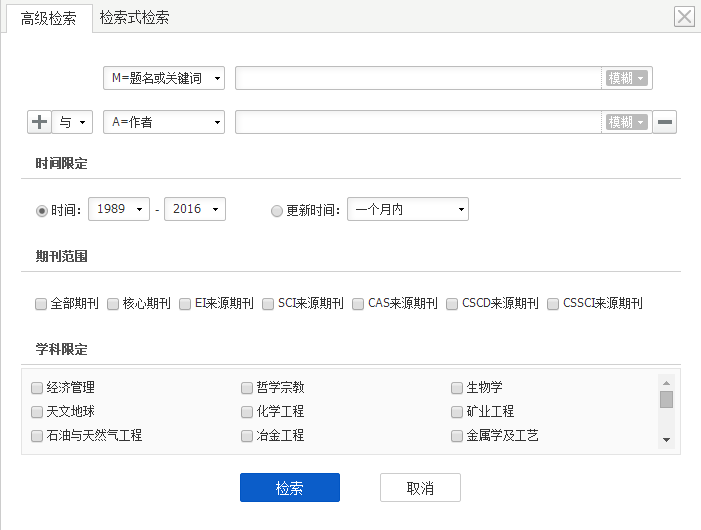 高级检索 检索式检索
M=题名或关键词 模糊
与 A=作者 模糊
时间限定
时间： 1989 - 2016 更新时间： 一个月内
期刊范围
全部期刊 核心期刊 EI来源期刊 SCI来源期刊 CAS来源期刊 CSCD来源期刊 CSSCI来源期刊
学科限定
经济管理 哲学宗教 生物学
天文地球 化学工程 矿业工程
石油与天然气工程 冶金工程 金属学及工艺
检索 取消